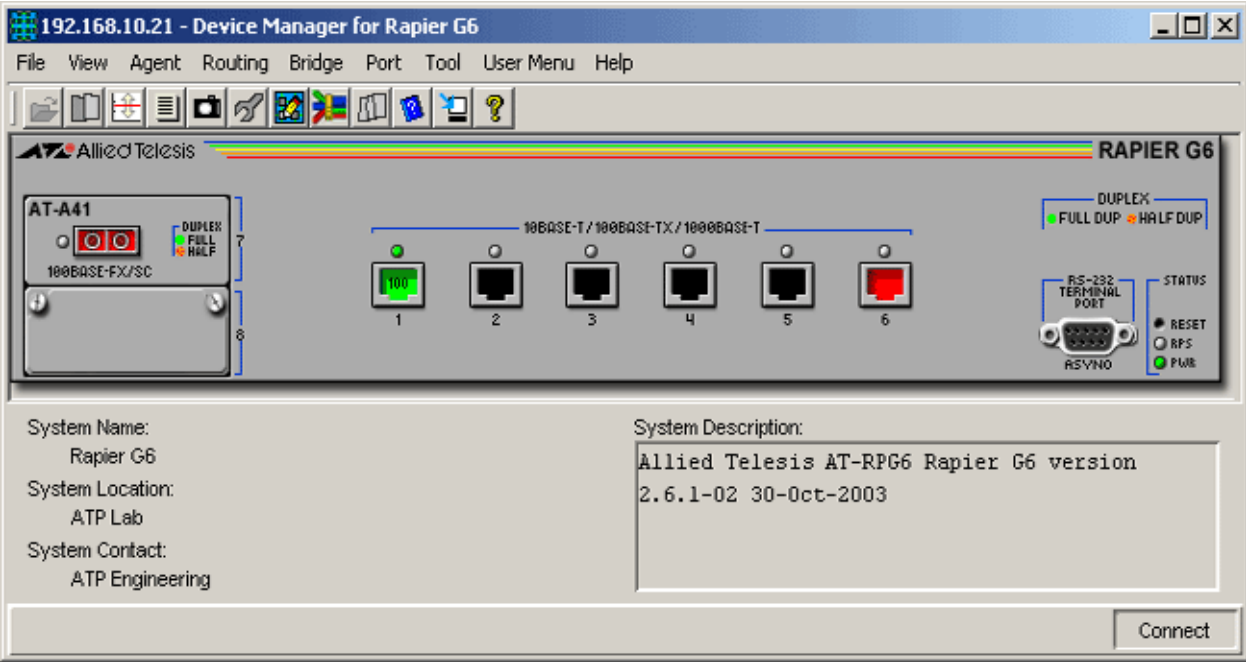 192.168.10.21 - Device Manager for Rapier G6
File View Agent Routing Bridge Port Tool User Menu Help
Allied Telesis
RAPIER G6
AT-A41
DUPLEX
FULL
HALF
100BASE-FX/SC
7
8
10BASE-T/100BASE-TX/1000BASE-T
100
1 2 3 4 5 6
DUPLEX
FULL DUP HALF DUP
RS-232
TERMINAL
PORT
ASYN0
STATUS
RESET
RPS
PWR
System Name:
Rapier G6
System Location:
ATP Lab
System Contact:
ATP Engineering
System Description:
Allied Telesis AT-RPG6 Rapier G6 version
2.6.1-02 30-Oct-2003
Connect